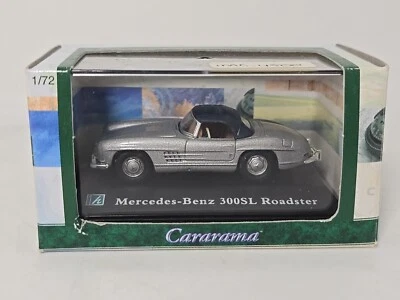 1/72
Mercedes-Benz 300SL Roadster
Cararama